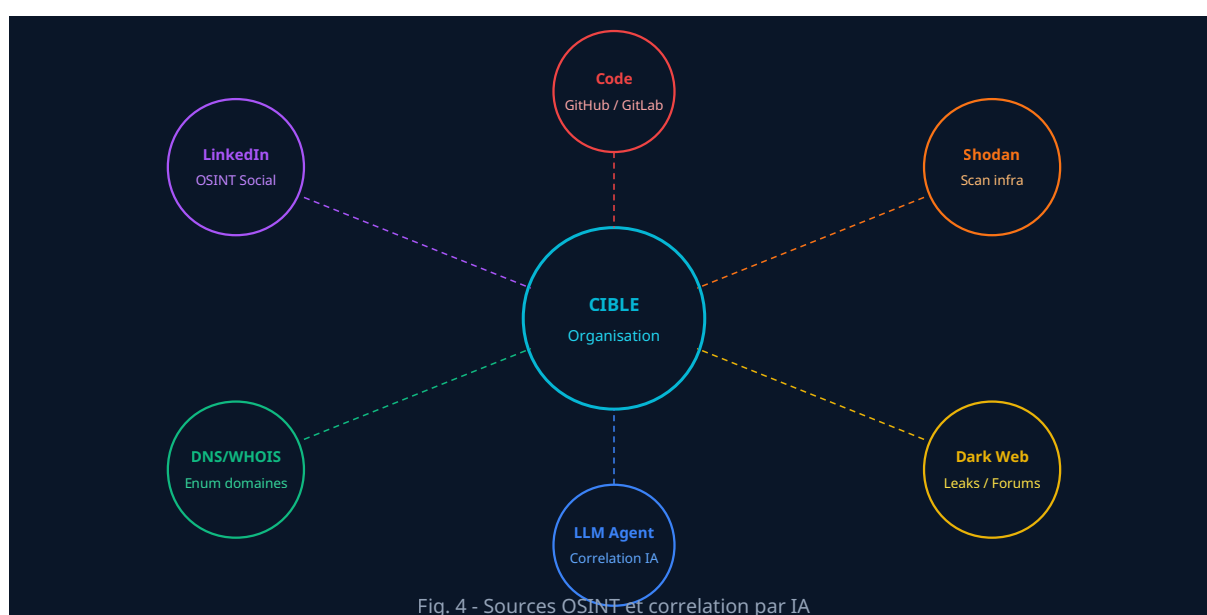 Code
GitHub / GitLab
LinkedIn
OSINT Social
Shodan
Scan infra
CIBLE
Organisation
DNS/WHOIS
Enum domaines
Dark Web
Leaks / Forums
LLM Agent
Correlation IA
Fig. 4 - Sources OSINT et correlation par IA